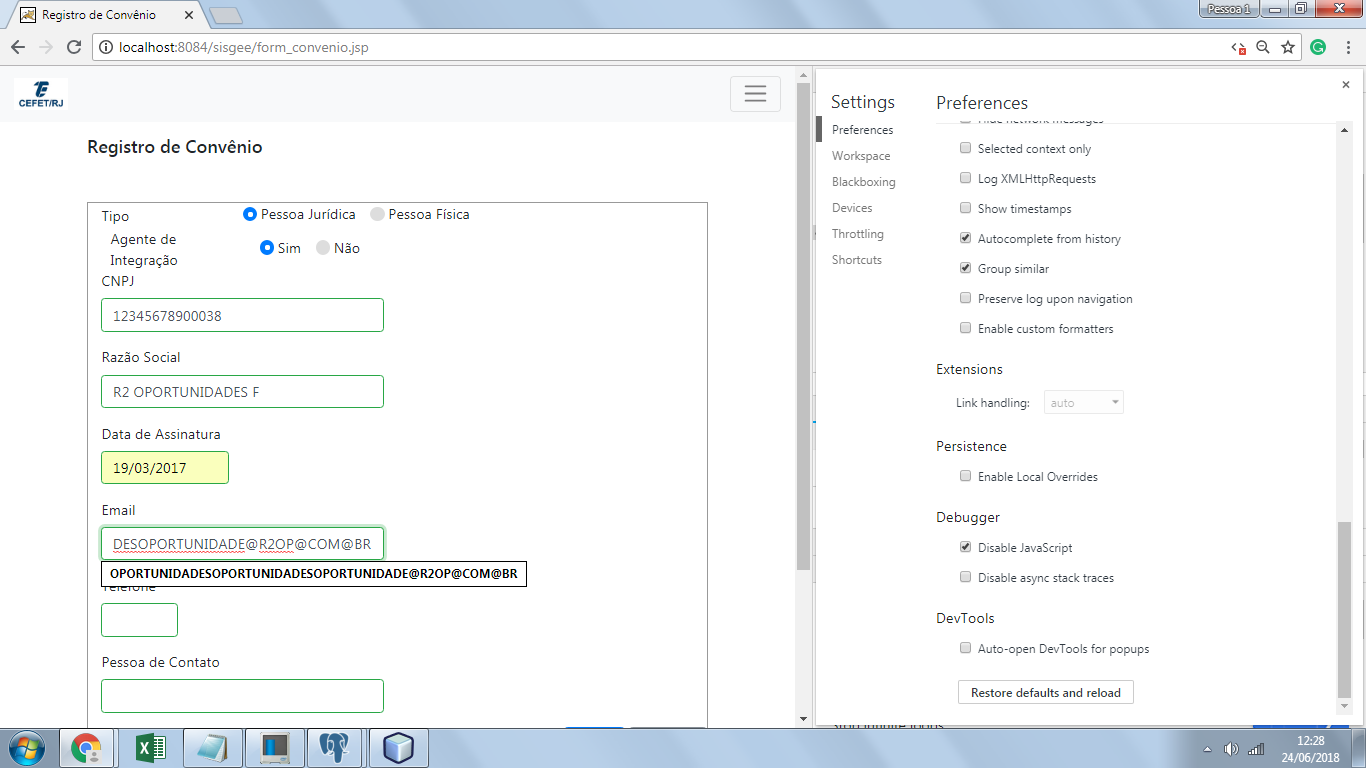 Registro de Convênio
Pessoa 1
localhost:8084/sisgee/form_convenio.jsp
CEFET/RJ
Registro de Convênio
Tipo
Pessoa Jurídica
Pessoa Física
Agente de
Integração
Sim
Não
CNPJ
12345678900038
Razão Social
R2 OPORTUNIDADES F
Data de Assinatura
19/03/2017
Email
DESOPORTUNIDADE@R2OP@COM@BR
OPORTUNIDADESOPORTUNIDADESOPORTUNIDADE@R2OP@COM@BR
Telefone
Pessoa de Contato
Settings
Preferences
Workspace
Blackboxing
Devices
Throttling
Shortcuts
Preferences
Hide network messages
Selected context only
Log XMLHttpRequests
Show timestamps
Autocomplete from history
Group similar
Preserve log upon navigation
Enable custom formatters
Extensions
Link handling:
auto
Persistence
Enable Local Overrides
Debugger
Disable JavaScript
Disable async stack traces
DevTools
Auto-open DevTools for popups
Restore defaults and reload
12:28
24/06/2018